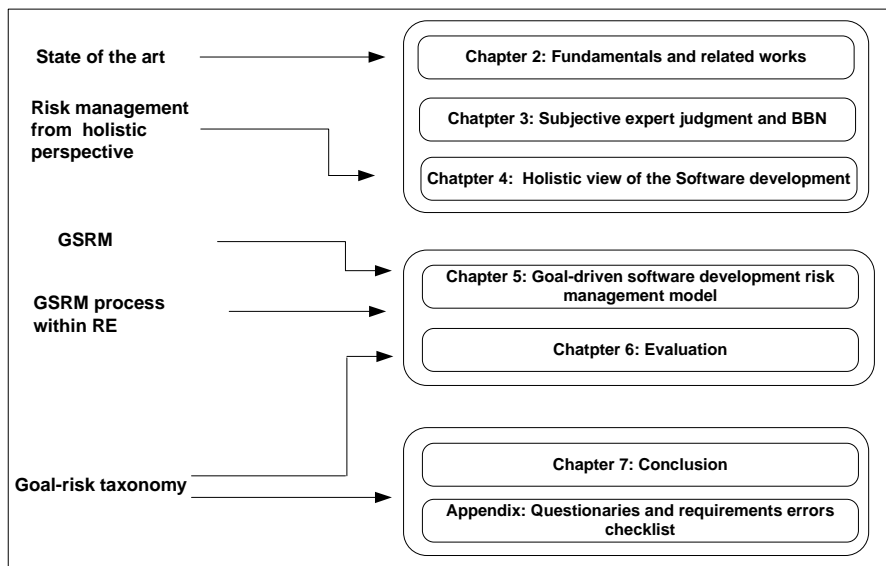 State of the art
Chapter 2: Fundamentals and related works
Risk management
from holistic
perspective
Chatpter 3: Subjective expert judgment and BBN
Chatpter 4: Holistic view of the Software development
GSRM
Chapter 5: Goal-driven software development risk
management model
GSRM process
within RE
Chatpter 6: Evaluation
Goal-risk taxonomy
Chapter 7: Conclusion
Appendix: Questionaries and requirements errors
checklist